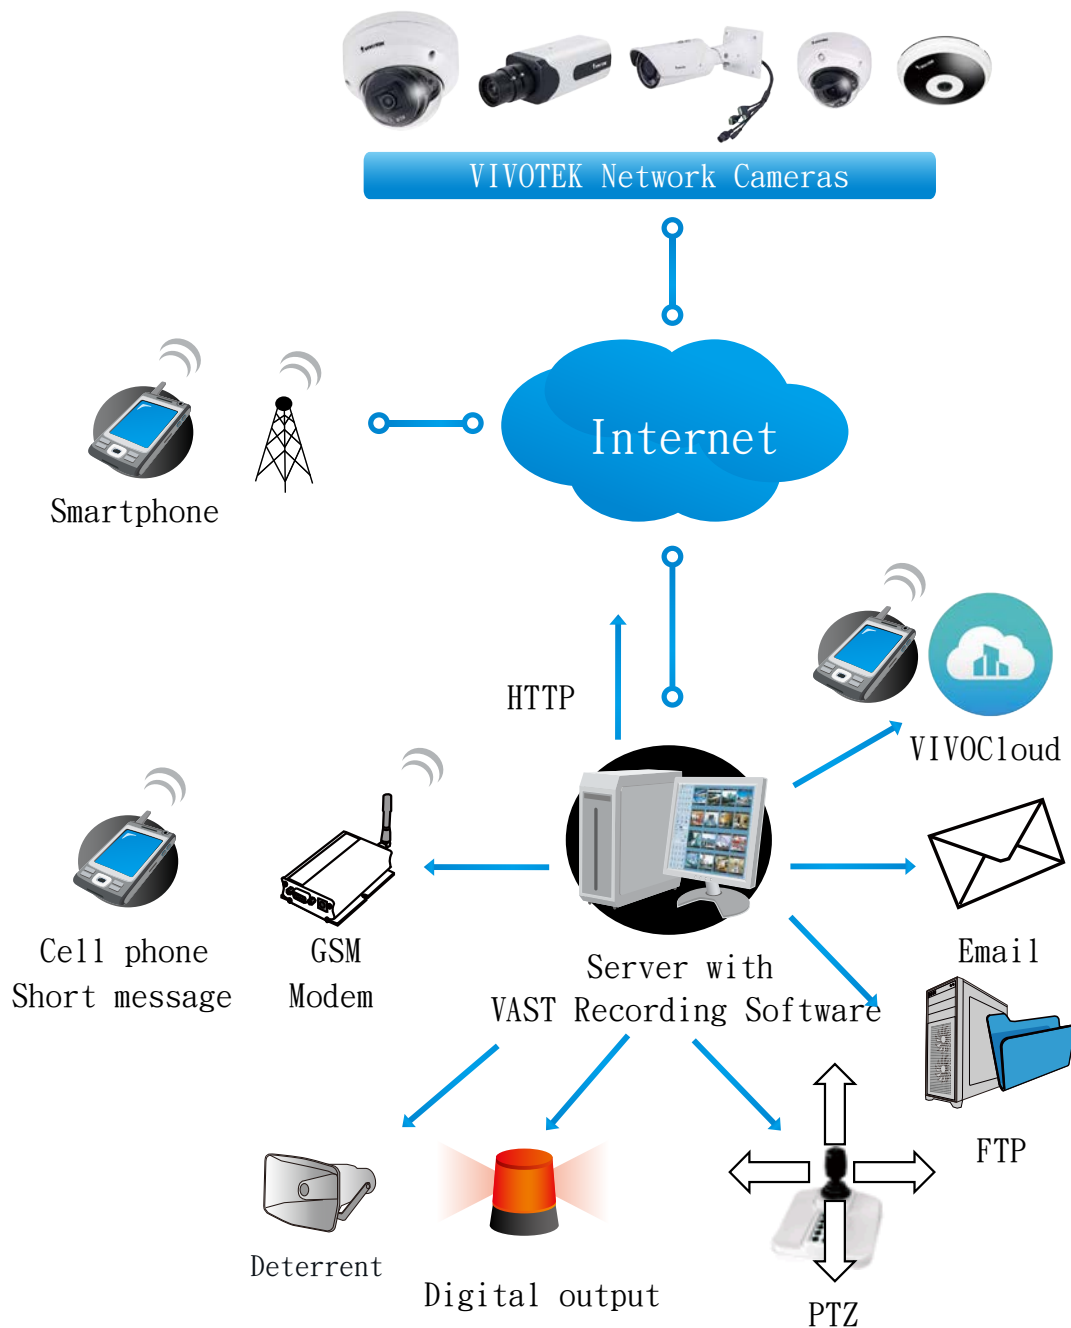 VIVOTEK Network Cameras
Internet
Smartphone
HTTP
VIVOCloud
Cell phone
Short message
GSM
Modem
Server with
VAST Recording Software
Email
FTP
Deterrent
Digital output
PTZ